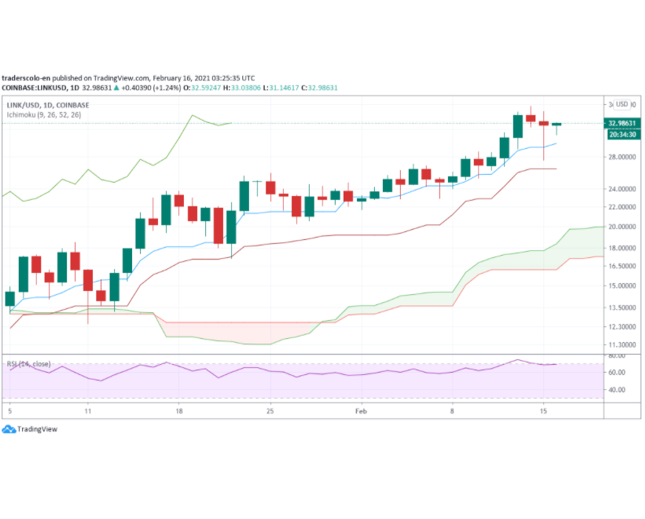 traderscolo-en published on TradingView.com, February 16, 2021 03:25:35 UTC
COINBASE:LINKUSD, 1D 32.98631 ▲ +0.40390 (+1.24%) O:32.59247 H:33.03806 L:31.14617 C:32.98631
LINK/USD, 1D, COINBASE
USD
Ichimoku (9, 26, 52, 26)
32.98631
20:34:30
28.00000
24.00000
22.00000
20.00000
18.00000
16.50000
15.00000
13.50000
12.30000
11.10000
80.00
RSI (14, close)
60.00
40.00
5 11 18 25 Feb 8 15
TradingView